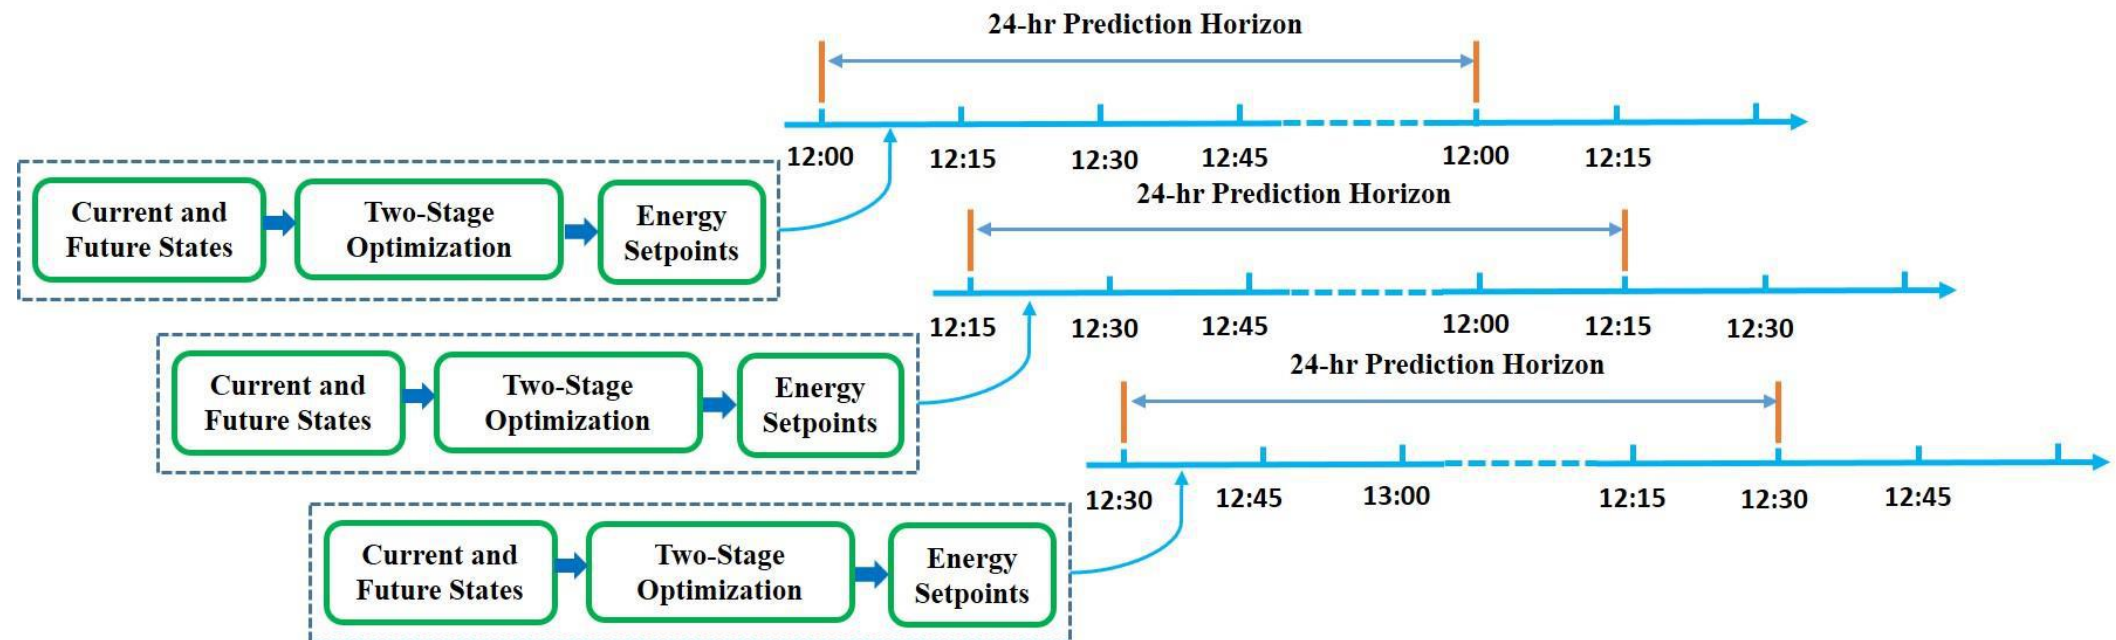 24-hr Prediction Horizon
12:00 12:15 12:30 12:45 12:00 12:15
Current and
Future States
Two-Stage
Optimization
Energy
Setpoints
24-hr Prediction Horizon
12:15 12:30 12:45 12:00 12:15 12:30
Current and
Future States
Two-Stage
Optimization
Energy
Setpoints
24-hr Prediction Horizon
12:30 12:45 13:00 12:15 12:30 12:45
Current and
Future States
Two-Stage
Optimization
Energy
Setpoints